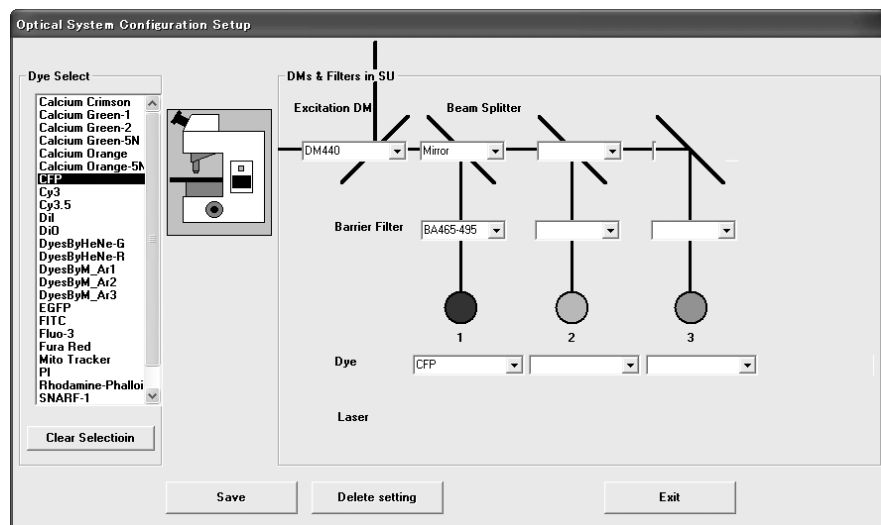 Optical System Configuration Setup
Dye Select
Calcium Crimson
Calcium Green-1
Calcium Green-2
Calcium Green-5N
Calcium Orange
Calcium Orange-5N
CFP
Cy3
Cy3.5
DiI
DiO
DyesByHeNe-G
DyesByHeNe-R
DyesByM_Ar1
DyesByM_Ar2
DyesByM_Ar3
EGFP
FITC
Fluo-3
Fura Red
Mito Tracker
PI
Rhodamine-Phalloi
SNARF-1
Clear Selectioin
DMs & Filters in SU
Excitation DM
Beam Splitter
DM440
Mirror
Barrier Filter
BA465-495
1
2
3
Dye
CFP
Laser
Save
Delete setting
Exit